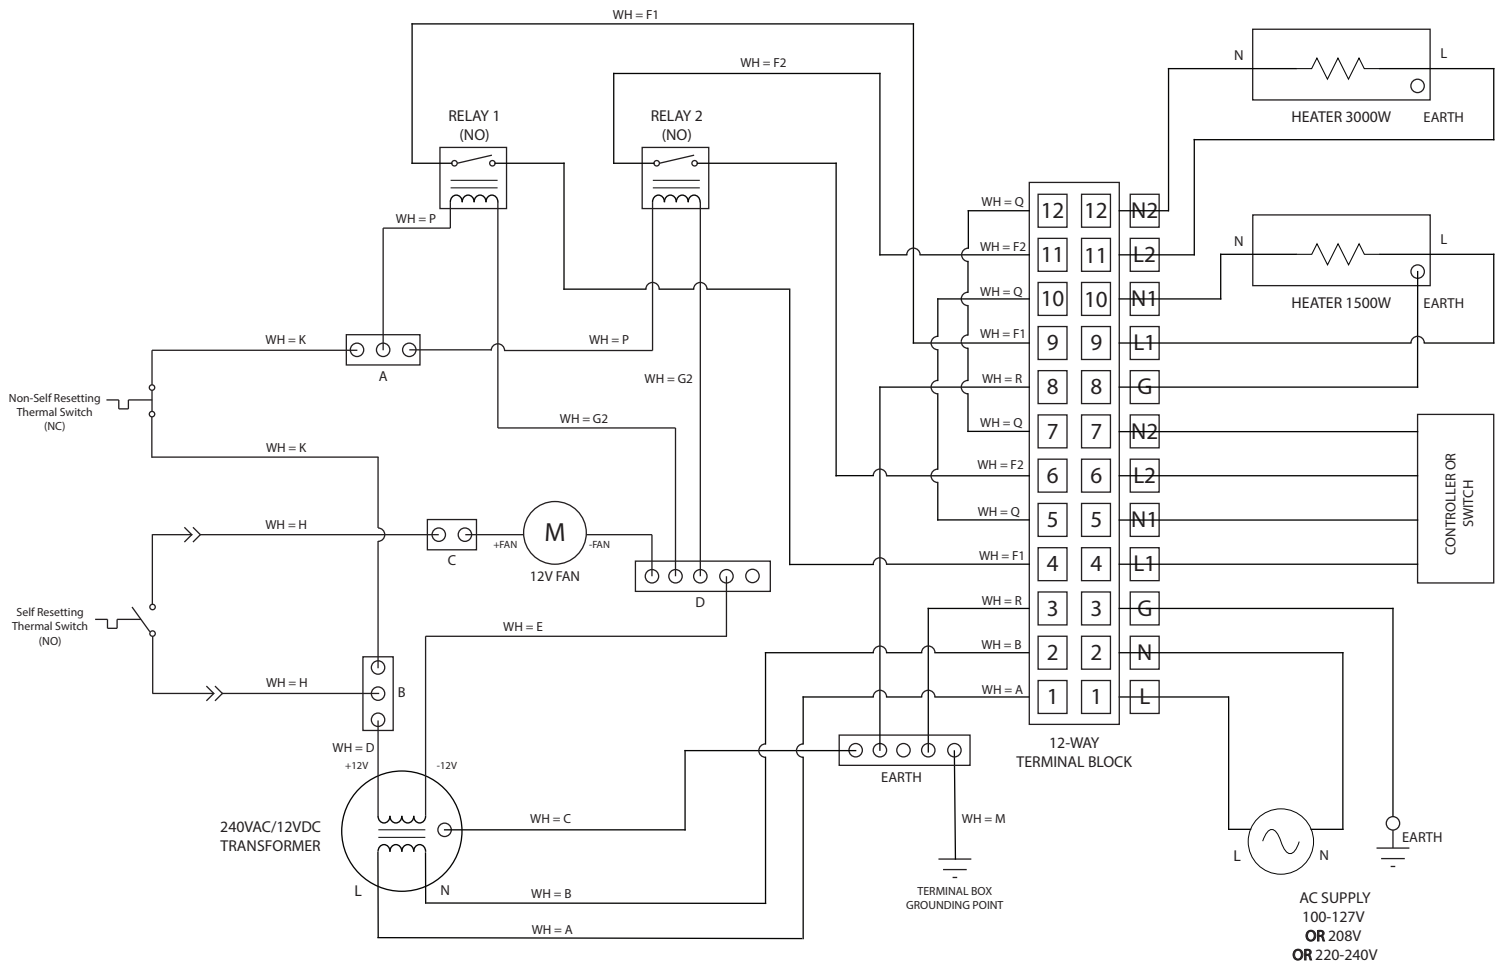 WH = F1
WH = F2
RELAY 1
(NO)
RELAY 2
(NO)
N
L
HEATER 3000W
EARTH
WH = P
WH = Q
12
12
N2
WH = F2
11
11
L2
N
L
HEATER 1500W
EARTH
WH = Q
10
10
N1
WH = F1
9
9
L1
WH = K
A
WH = P
WH = G2
WH = R
8
8
G
Non-Self Resetting
Thermal Switch
(NC)
WH = G2
WH = K
WH = Q
7
7
N2
WH = F2
6
6
L2
WH = Q
5
5
N1
WH = F1
4
4
L1
CONTROLLER OR
SWITCH
WH = H
C
+FAN
M
-FAN
12V FAN
D
Self Resetting
Thermal Switch
(NO)
WH = E
WH = R
3
3
G
WH = B
2
2
N
WH = H
B
WH = A
1
1
L
12-WAY
TERMINAL BLOCK
WH = D
+12V
-12V
EARTH
240VAC/12VDC
TRANSFORMER
L
N
WH = C
WH = M
TERMINAL BOX
GROUNDING POINT
WH = B
WH = A
EARTH
L
N
AC SUPPLY
100-127V
OR 208V
OR 220-240V